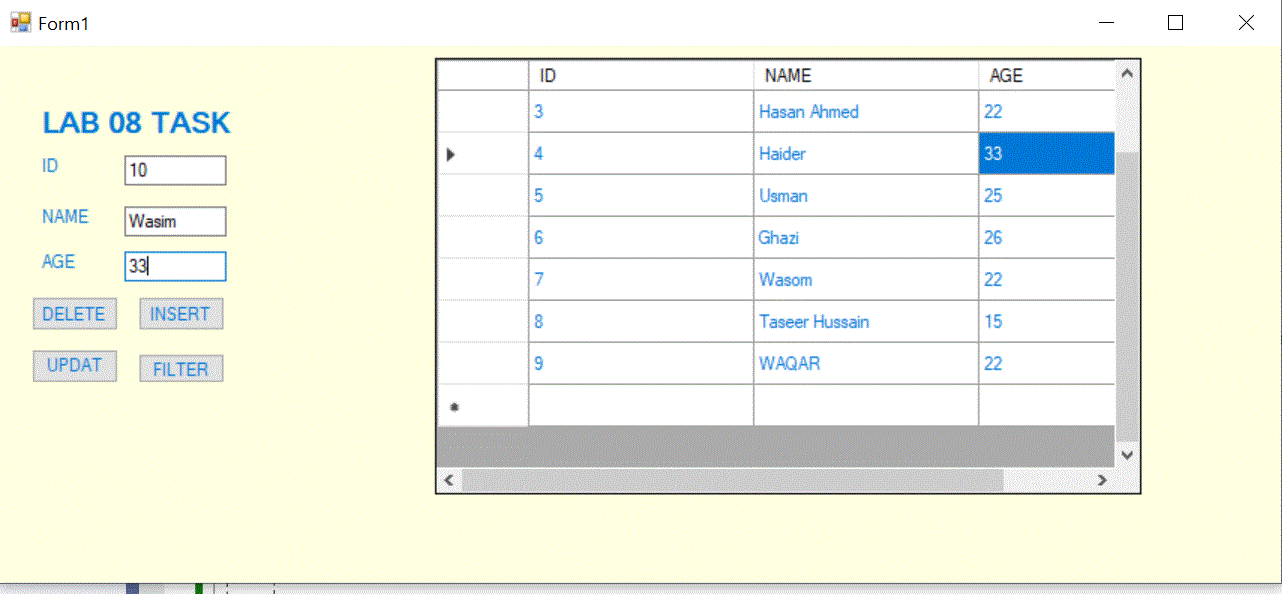 Form1
LAB 08 TASK
ID 10
NAME Wasim
AGE 33
DELETE INSERT
UPDAT FILTER
ID NAME AGE
3 Hasan Ahmed 22
4 Haider 33
5 Usman 25
6 Ghazi 26
7 Wasom 22
8 Taseer Hussain 15
9 WAQAR 22